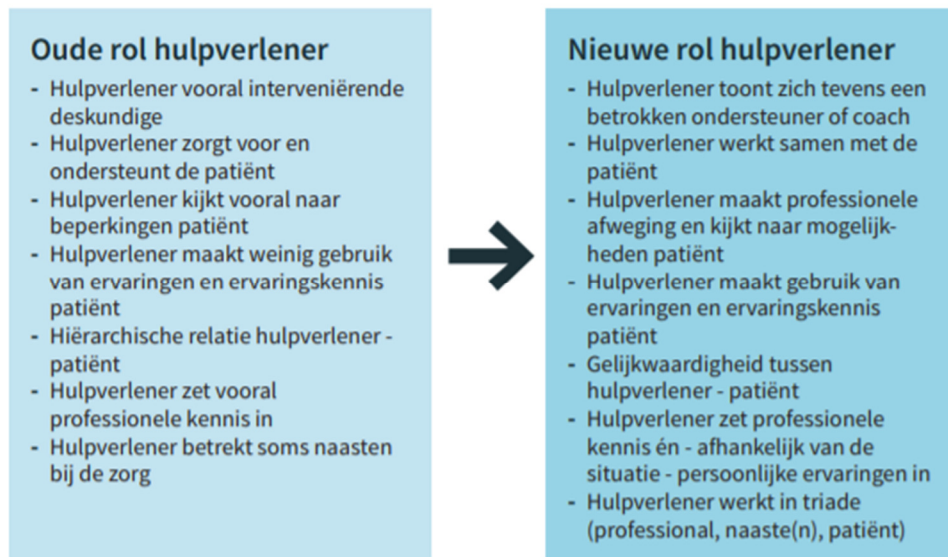 Oude rol hulpverlener
- Hulpverlener vooral interveniërende
deskundige
- Hulpverlener zorgt voor en
ondersteunt de patiënt
- Hulpverlener kijkt vooral naar
beperkingen patiënt
- Hulpverlener maakt weinig gebruik
van ervaringen en ervaringskennis
patiënt
- Hiërarchische relatie hulpverlener -
patiënt
- Hulpverlener zet vooral
professionele kennis in
- Hulpverlener betrekt soms naasten
bij de zorg
Nieuwe rol hulpverlener
- Hulpverlener toont zich tevens een
betrokken ondersteuner of coach
- Hulpverlener werkt samen met de
patiënt
- Hulpverlener maakt professionele
afweging en kijkt naar mogelijk-
heden patiënt
- Hulpverlener maakt gebruik van
ervaringen en ervaringskennis
patiënt
- Gelijkwaardigheid tussen
hulpverlener - patiënt
- Hulpverlener zet professionele
kennis én - afhankelijk van de
situatie - persoonlijke ervaringen in
- Hulpverlener werkt in triade
(professional, naaste(n), patiënt)